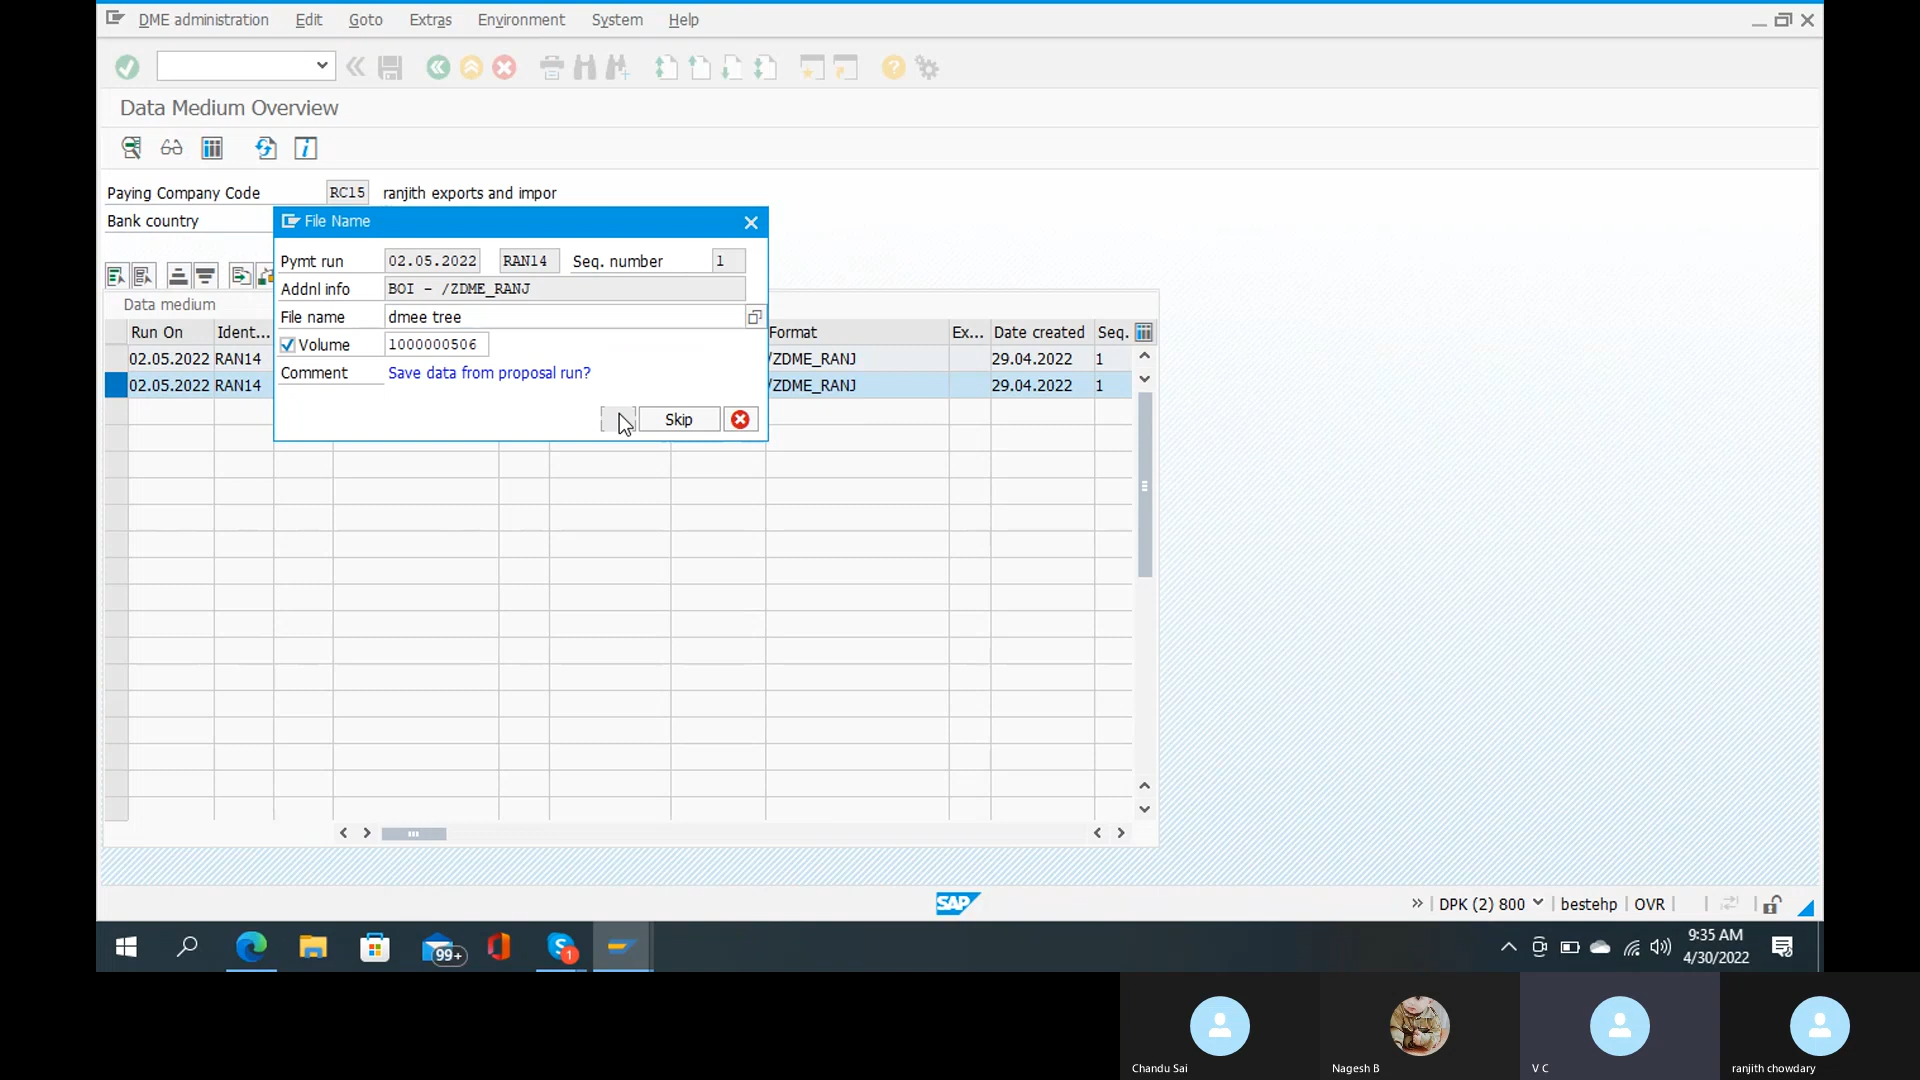 DME administration Edit Goto Extras Environment System Help
Data Medium Overview
Paying Company Code RC15 ranjith exports and impor
Bank country
File Name
Pymt run 02.05.2022 RAN14 Seq. number 1
Addnl info BOI - /ZDME_RANJ
File name dmee tree
Volume 1000000506
Comment Save data from proposal run?
Skip
Data medium
Run On Ident... Format Ex... Date created Seq.
02.05.2022 RAN14 /ZDME_RANJ 29.04.2022 1
02.05.2022 RAN14 /ZDME_RANJ 29.04.2022 1
SAP
DPK (2) 800 bestehp OVR
99+
1
9:35 AM
4/30/2022
Chandu Sai
Nagesh B
V C
ranjith chowdary